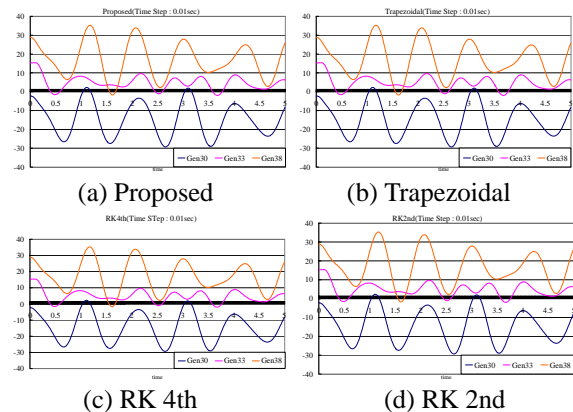 Proposed(Time Step : 0.01sec)
40
30
20
10
0
-10
-20
-30
-40
0 0.5 1 1.5 2 2.5 3 3.5 4 4.5 5
time
Gen30 Gen33 Gen38
(a) Proposed
Trapezoidal(Time Step : 0.01sec)
40
30
20
10
0
-10
-20
-30
-40
0 0.5 1 1.5 2 2.5 3 3.5 4 4.5 5
time
Gen30 Gen33 Gen38
(b) Trapezoidal
RK4th(Time STep : 0.01sec)
40
30
20
10
0
-10
-20
-30
-40
0 0.5 1 1.5 2 2.5 3 3.5 4 4.5 5
Gen30 Gen33 Gen38
(c) RK 4th
RK2nd(Time Step : 0.01sec)
40
30
20
10
0
-10
-20
-30
-40
0 0.5 1 1.5 2 2.5 3 3.5 4 4.5
Gen30 Gen33 Gen38
(d) RK 2nd